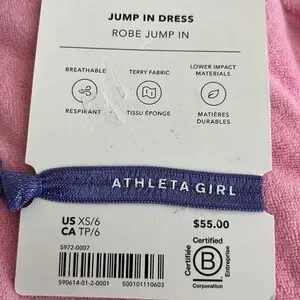 JUMP IN DRESS
ROBE JUMP IN
BREATHABLE
TERRY FABRIC
LOWER IMPACT
MATERIALS
RESPIRANT
TISSU ÉPONGE
MATIÈRES
DURABLES
ATHLETA GIRL
US XS/6
CA TP/6
$55.00
S972-0007
590614-01-2-0001 500101110603
Certified
Certifiée
B
Entreprise
Corporation